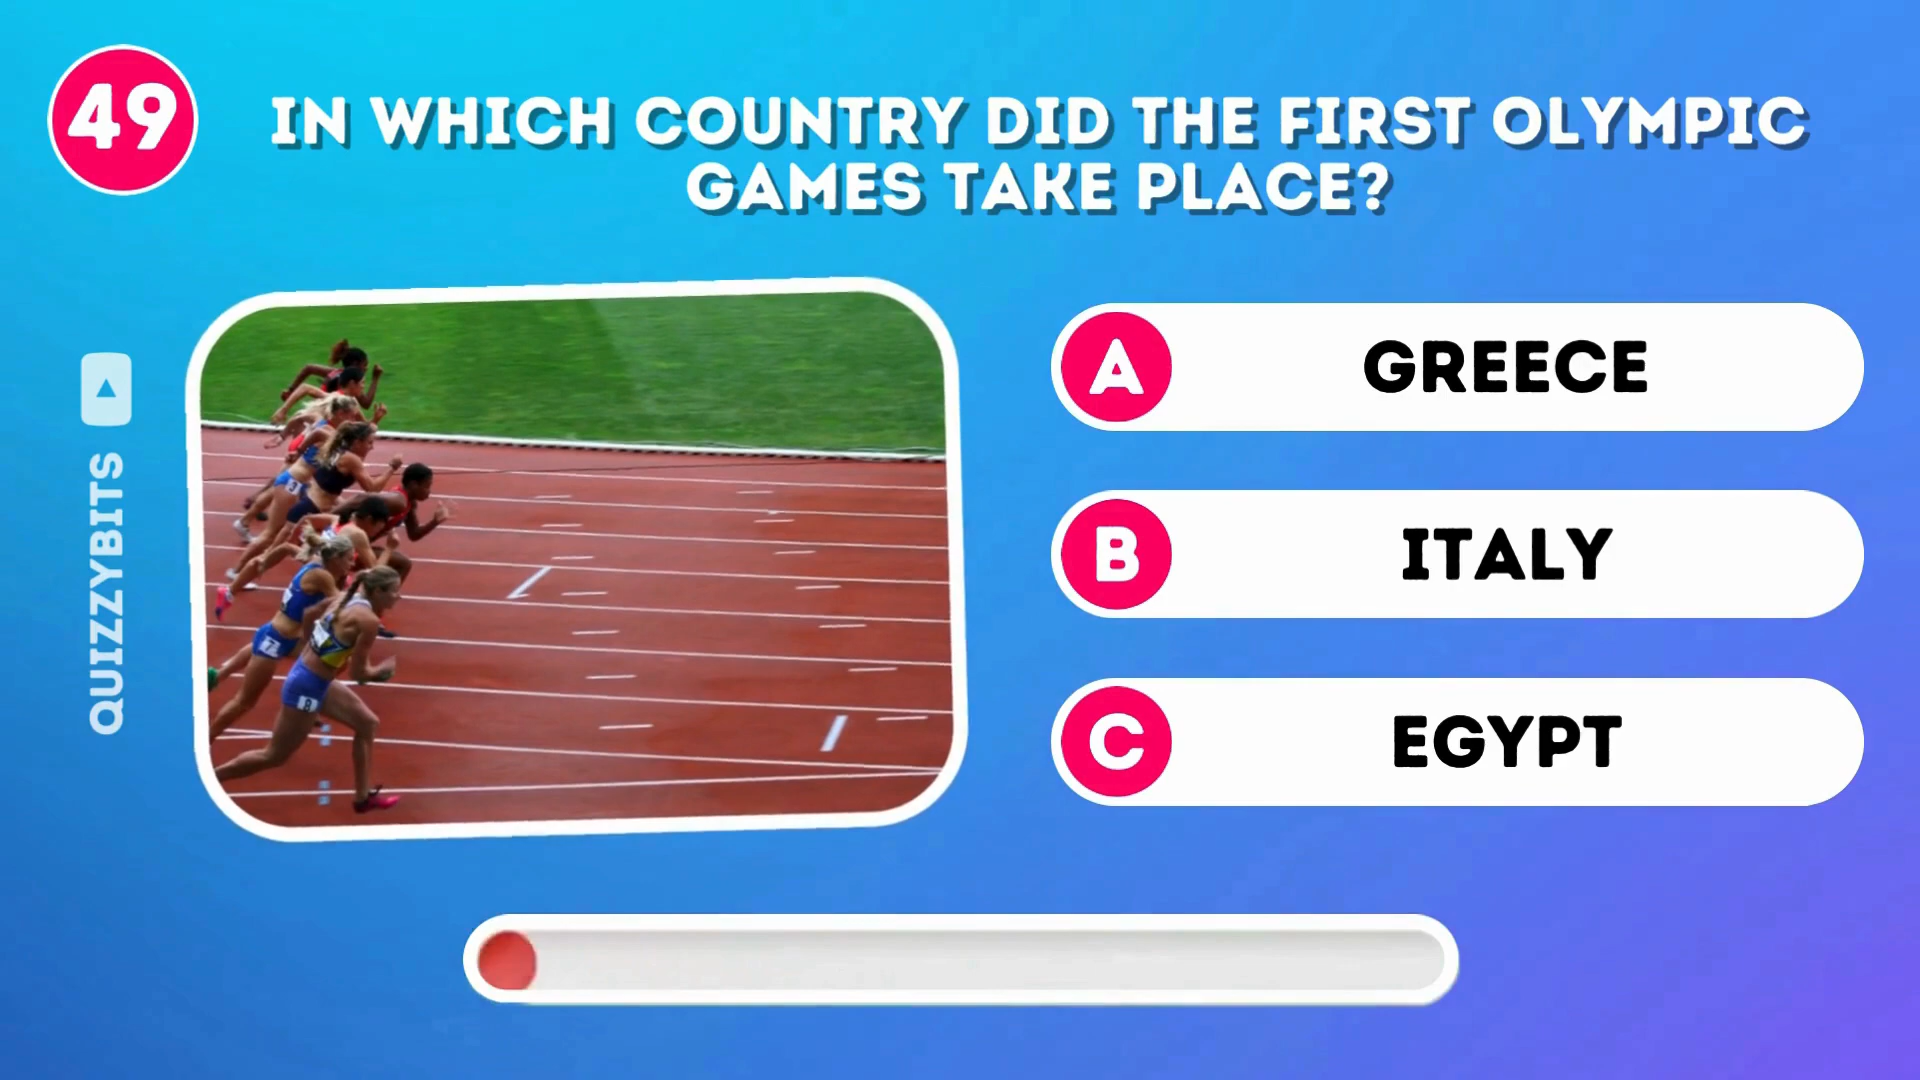 49
IN WHICH COUNTRY DID THE FIRST OLYMPIC
GAMES TAKE PLACE?
QUIZZYBITS
A GREECE
B ITALY
C EGYPT